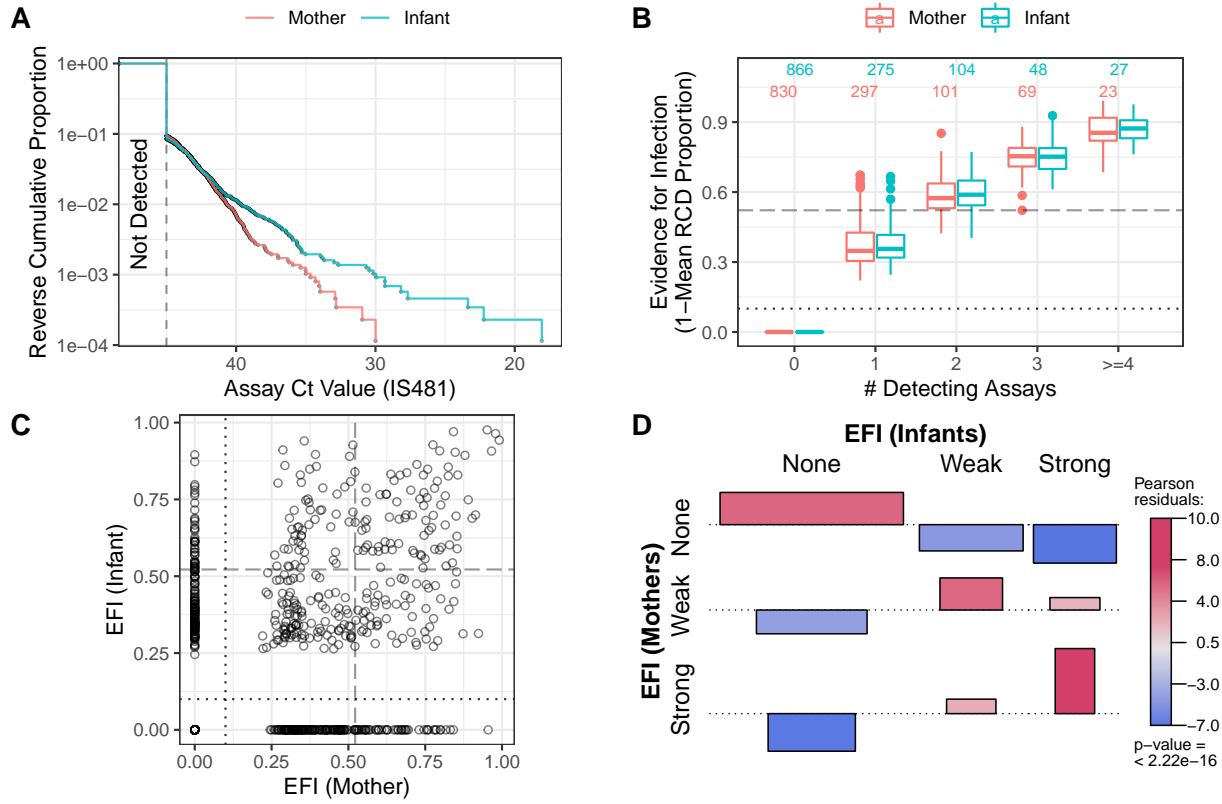 A
Mother
Infant
Reverse Cumulative Proportion
1e+00
1e−01
1e−02
1e−03
1e−04
Not Detected
40
30
20
Assay Ct Value (IS481)
B
a Mother
a Infant
Evidence for Infection
(1−Mean RCD Proportion)
866 275 104 48 27
830 297 101 69 23
0.9
0.6
0.3
0.0
0 1 2 3 >=4
# Detecting Assays
C
EFI (Infant)
1.00
0.75
0.50
0.25
0.00
0.00 0.25 0.50 0.75 1.00
EFI (Mother)
D
EFI (Infants)
None Weak Strong
EFI (Mothers)
None
Weak
Strong
Pearson
residuals:
10.0
8.0
4.0
0.5
−3.0
−7.0
p−value =
< 2.22e−16